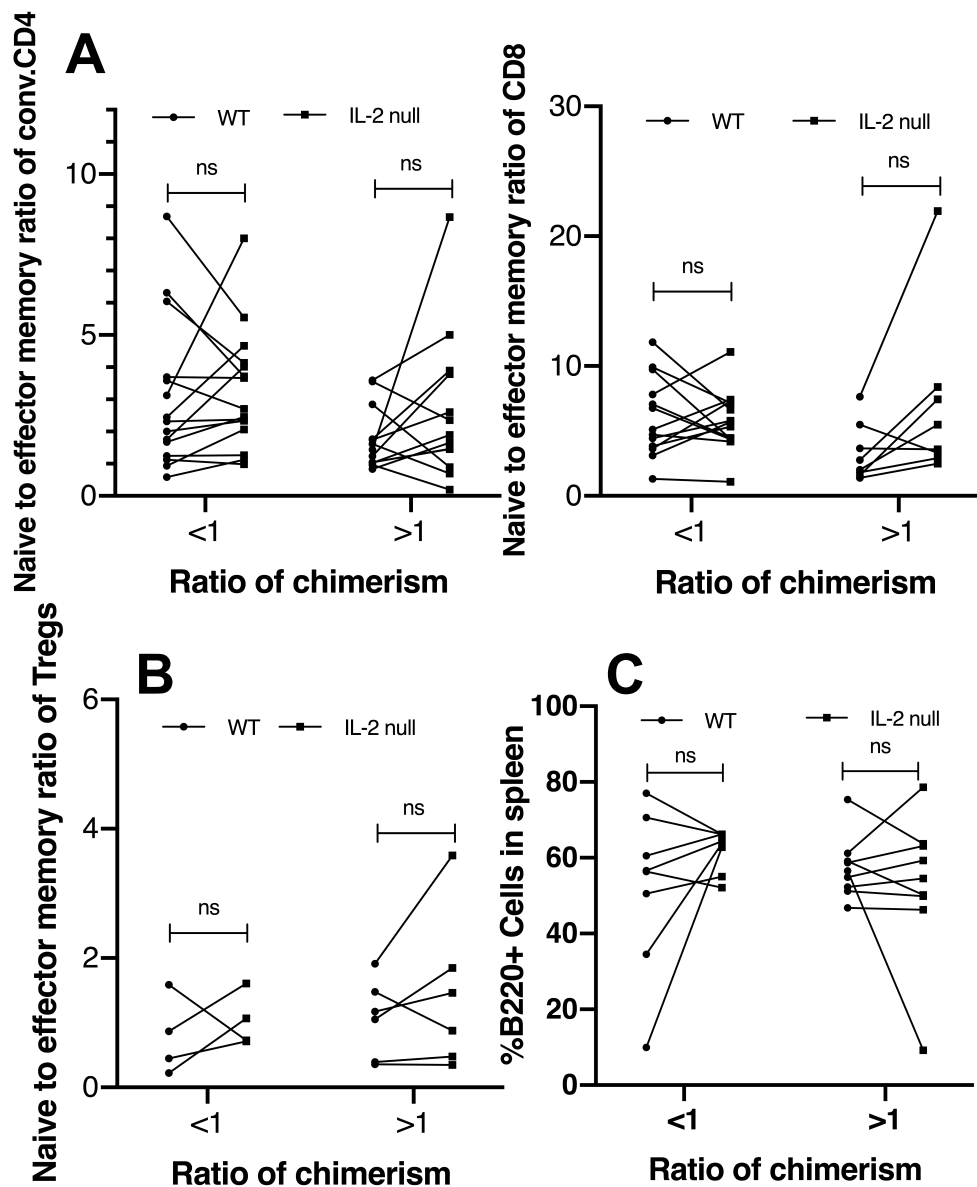 A
Naive to effector memory ratio of conv.CD4
WT
IL-2 null
ns
ns
10
5
0
<1
>1
Ratio of chimerism
Naive to effector memory ratio of CD8
WT
IL-2 null
ns
ns
30
20
10
0
<1
>1
Ratio of chimerism
B
Naive to effector memory ratio of Tregs
WT
IL-2 null
ns
ns
6
4
2
0
<1
>1
Ratio of chimerism
C
%B220+ Cells in spleen
WT
IL-2 null
ns
ns
100
80
60
40
20
0
<1
>1
Ratio of chimerism